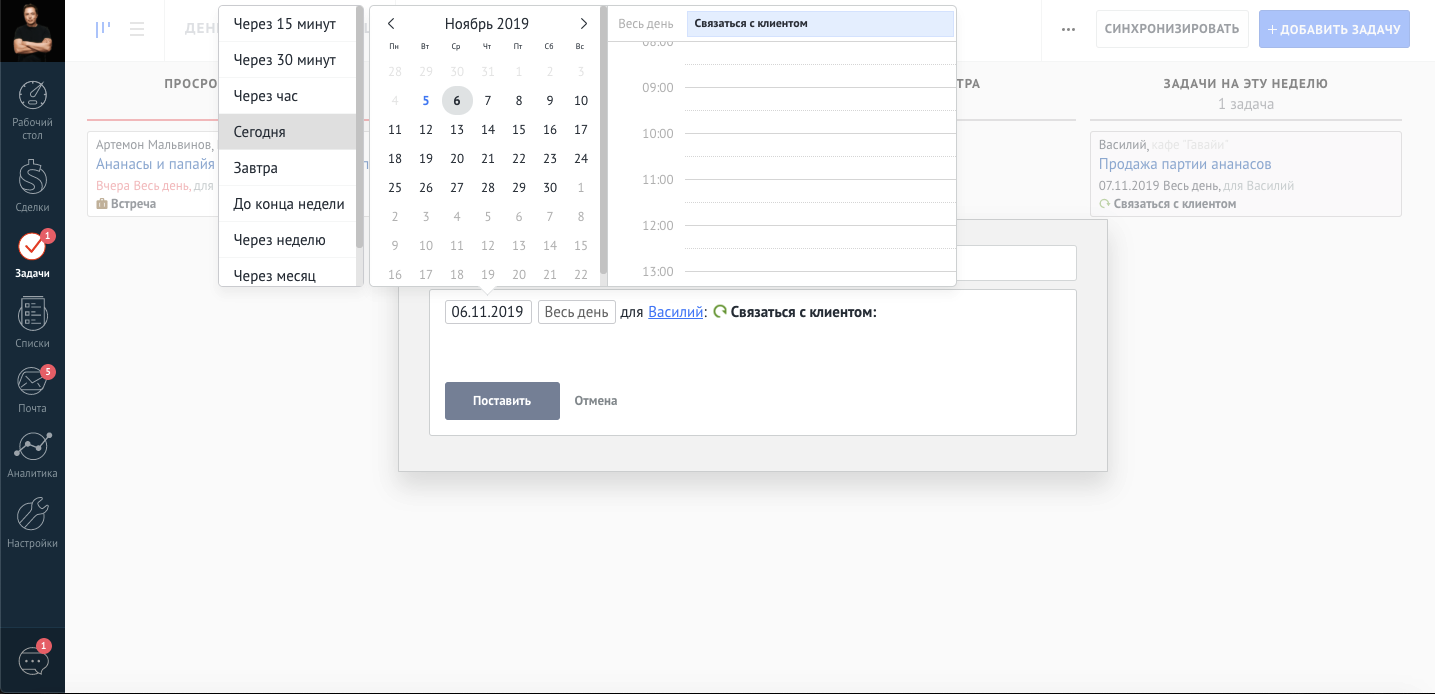 Рабочий
стол
Сделки
1
Задачи
Списки
5
Почта
Аналитика
Настройки
1
СИНХРОНИЗИРОВАТЬ
+ ДОБАВИТЬ ЗАДАЧУ
Через 15 минут
Через 30 минут
Через час
Сегодня
Завтра
До конца недели
Через неделю
Через месяц
Ноябрь 2019
Пн Вт Ср Чт Пт Сб Вс
28 29 30 31 1 2 3
4 5 6 7 8 9 10
11 12 13 14 15 16 17
18 19 20 21 22 23 24
25 26 27 28 29 30 1
2 3 4 5 6 7 8
9 10 11 12 13 14 15
16 17 18 19 20 21 22
Весь день Связаться с клиентом
08:00
09:00
10:00
11:00
12:00
13:00
Артемон Мальвинов,
Ананасы и папайя
Вчера Весь день, для
Встреча
ЗАДАЧИ НА ЭТУ НЕДЕЛЮ
1 задача
Василий, кафе "Гавайи"
Продажа партии ананасов
07.11.2019 Весь день, для Василий
Связаться с клиентом
06.11.2019 Весь день для Василий: Связаться с клиентом:
Поставить Отмена